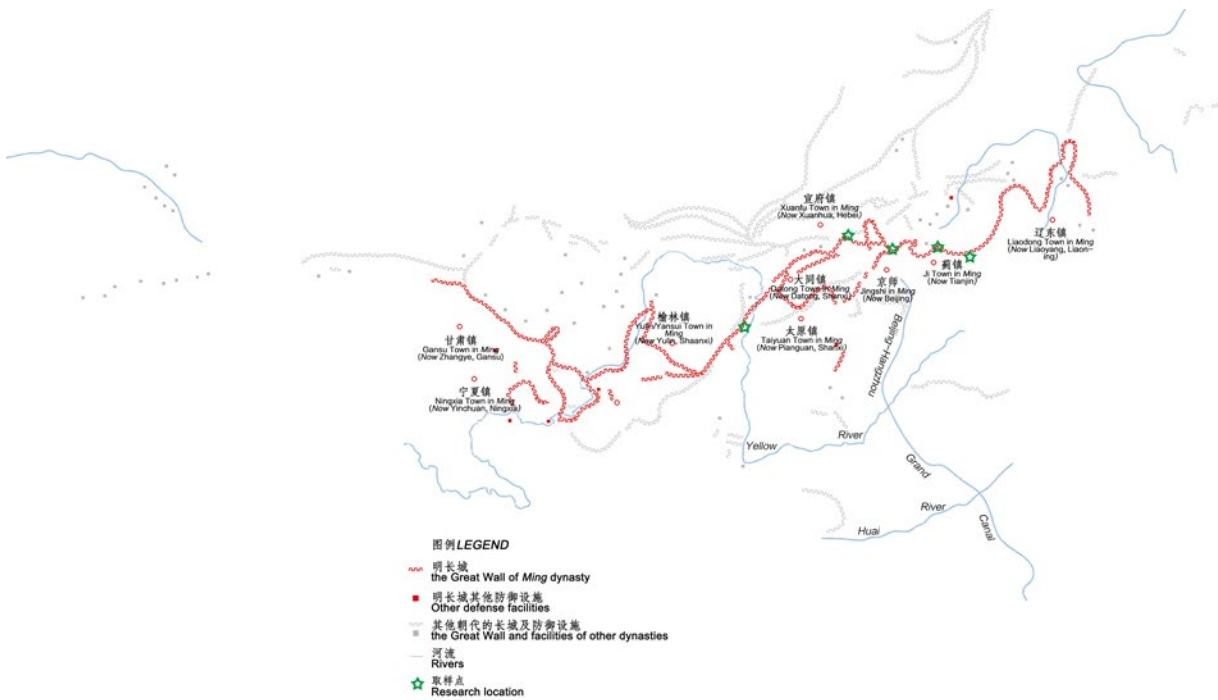 宣府镇
Xuanfu Town in Ming
(Now Xuanhua, Hebei)
辽东镇
Liaodong Town in Ming
(Now Liaoyang, Liaon-
ing)
蓟镇
Ji Town in Ming
(Now Tianjin)
京师
Jingshi in Ming
(Now Beijing)
大同镇
Datong Town in Ming
(Now Datong, Shanxi)
榆林镇
Yulin/Yansui Town in
Ming
(Now Yulin, Shaanxi)
太原镇
Taiyuan Town in Ming
(Now Pianguan, Shanxi)
甘肃镇
Gansu Town in Ming
(Now Zhangye, Gansu)
宁夏镇
Ningxia Town in Ming
(Now Yinchuan, Ningxia)
Beijing-Hangzhou
Grand
Canal
Yellow
River
Huai
River
图例LEGEND
明长城
the Great Wall of Ming dynasty
明长城其他防御设施
Other defense facilities
其他朝代的长城及防御设施
the Great Wall and facilities of other dynasties
河流
Rivers
取样点
Research location